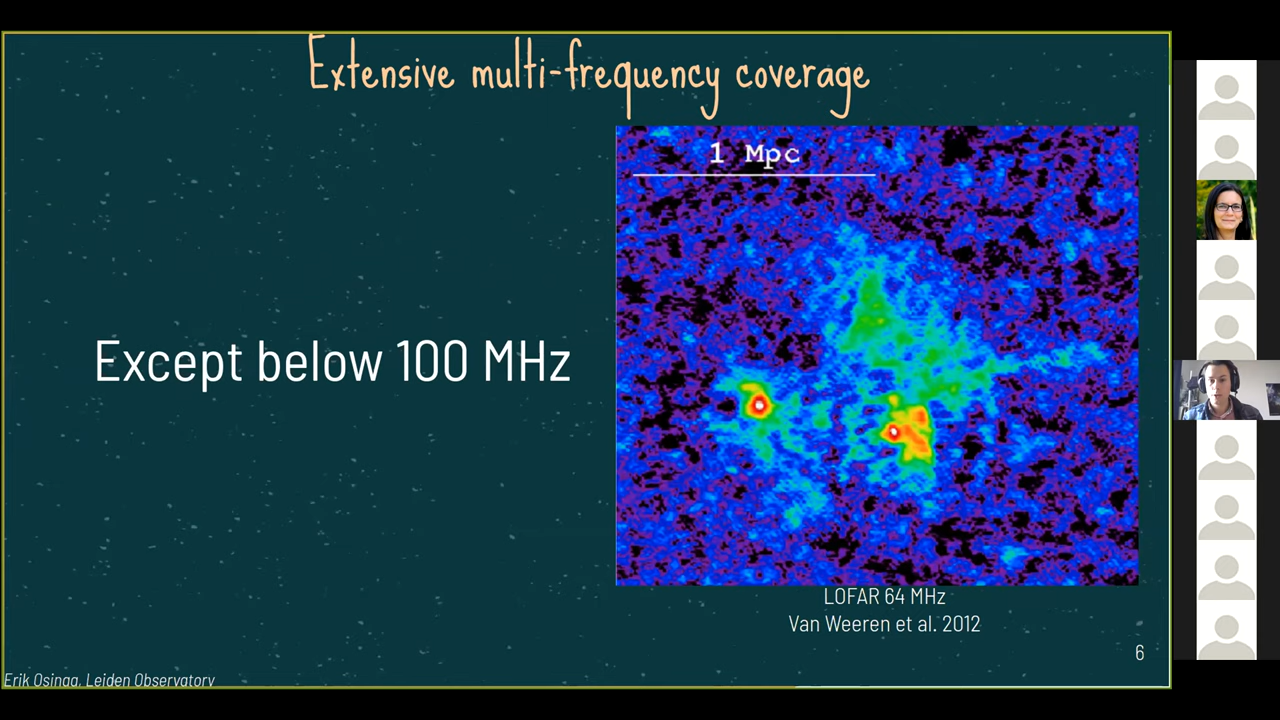 Extensive multi-frequency coverage
1 Mpc
Except below 100 MHz
LOFAR 64 MHz
Van Weeren et al. 2012
6
Erik Osinga, Leiden Observatory